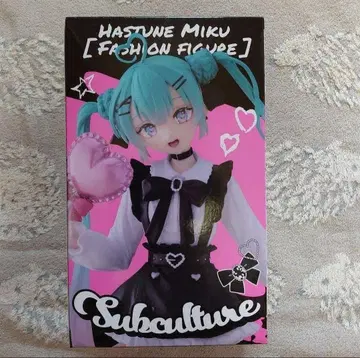 HASTUNE MIKU
[FASHION FIGURE]
Subculture